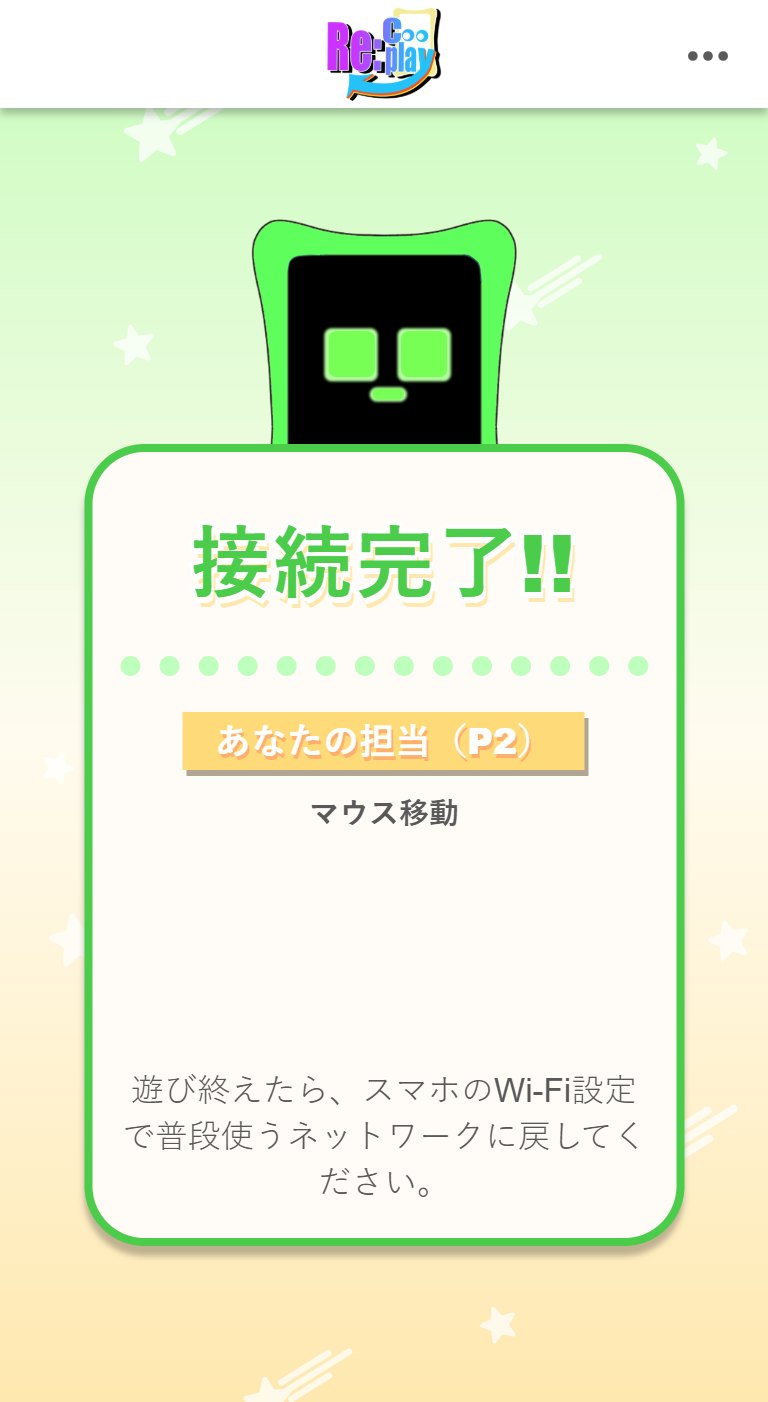 Re:Coo
play
接続完了!!
あなたの担当（P2）
マウス移動
遊び終えたら、スマホのWi-Fi設定
で普段使うネットワークに戻してく
ださい。